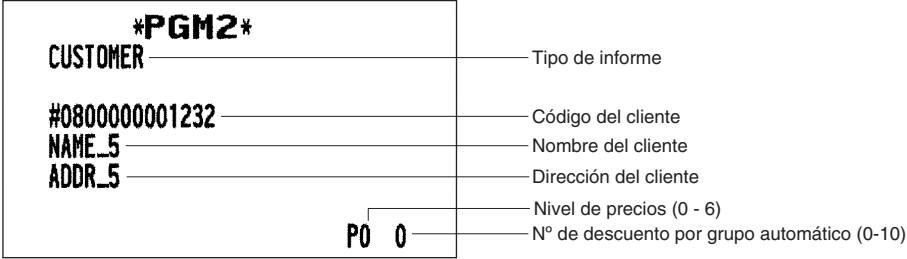 *PGM2*
CUSTOMER Tipo de informe
#0800000001232 Código del cliente
NAME_5 Nombre del cliente
ADDR_5 Dirección del cliente
Nivel de precios (0 - 6)
P0 0 Nº de descuento por grupo automático (0-10)